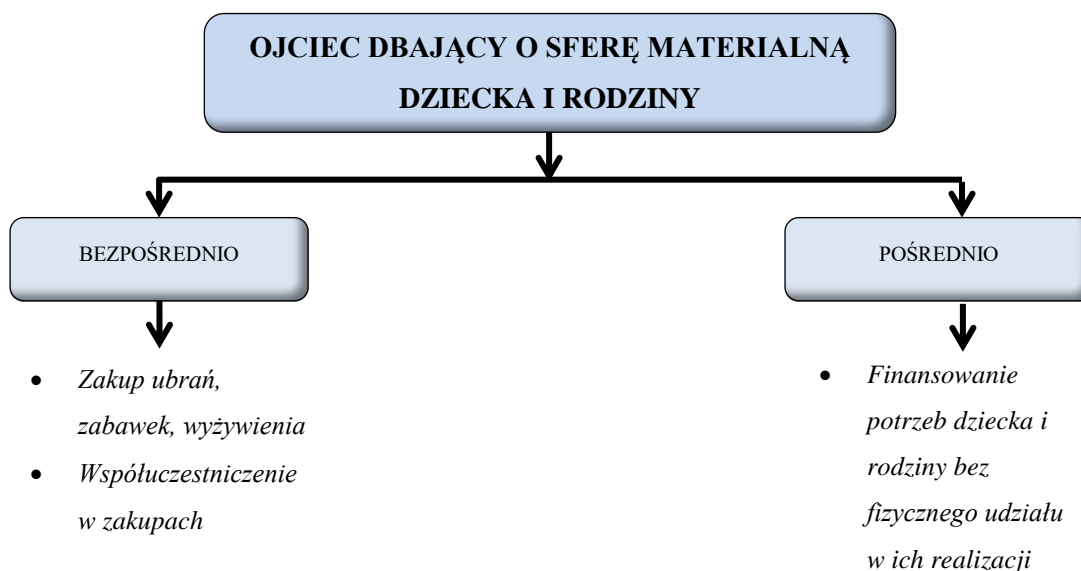 OJCIEC DBAJĄCY O SFERĘ MATERIALNĄ
DZIECKA I RODZINY
BEZPOŚREDNIO
POŚREDNIO
• Zakup ubrań,
zabawek, wyżywienia
• Współuczestniczenie
w zakupach
• Finansowanie
potrzeb dziecka i
rodziny bez
fizycznego udziału
w ich realizacji